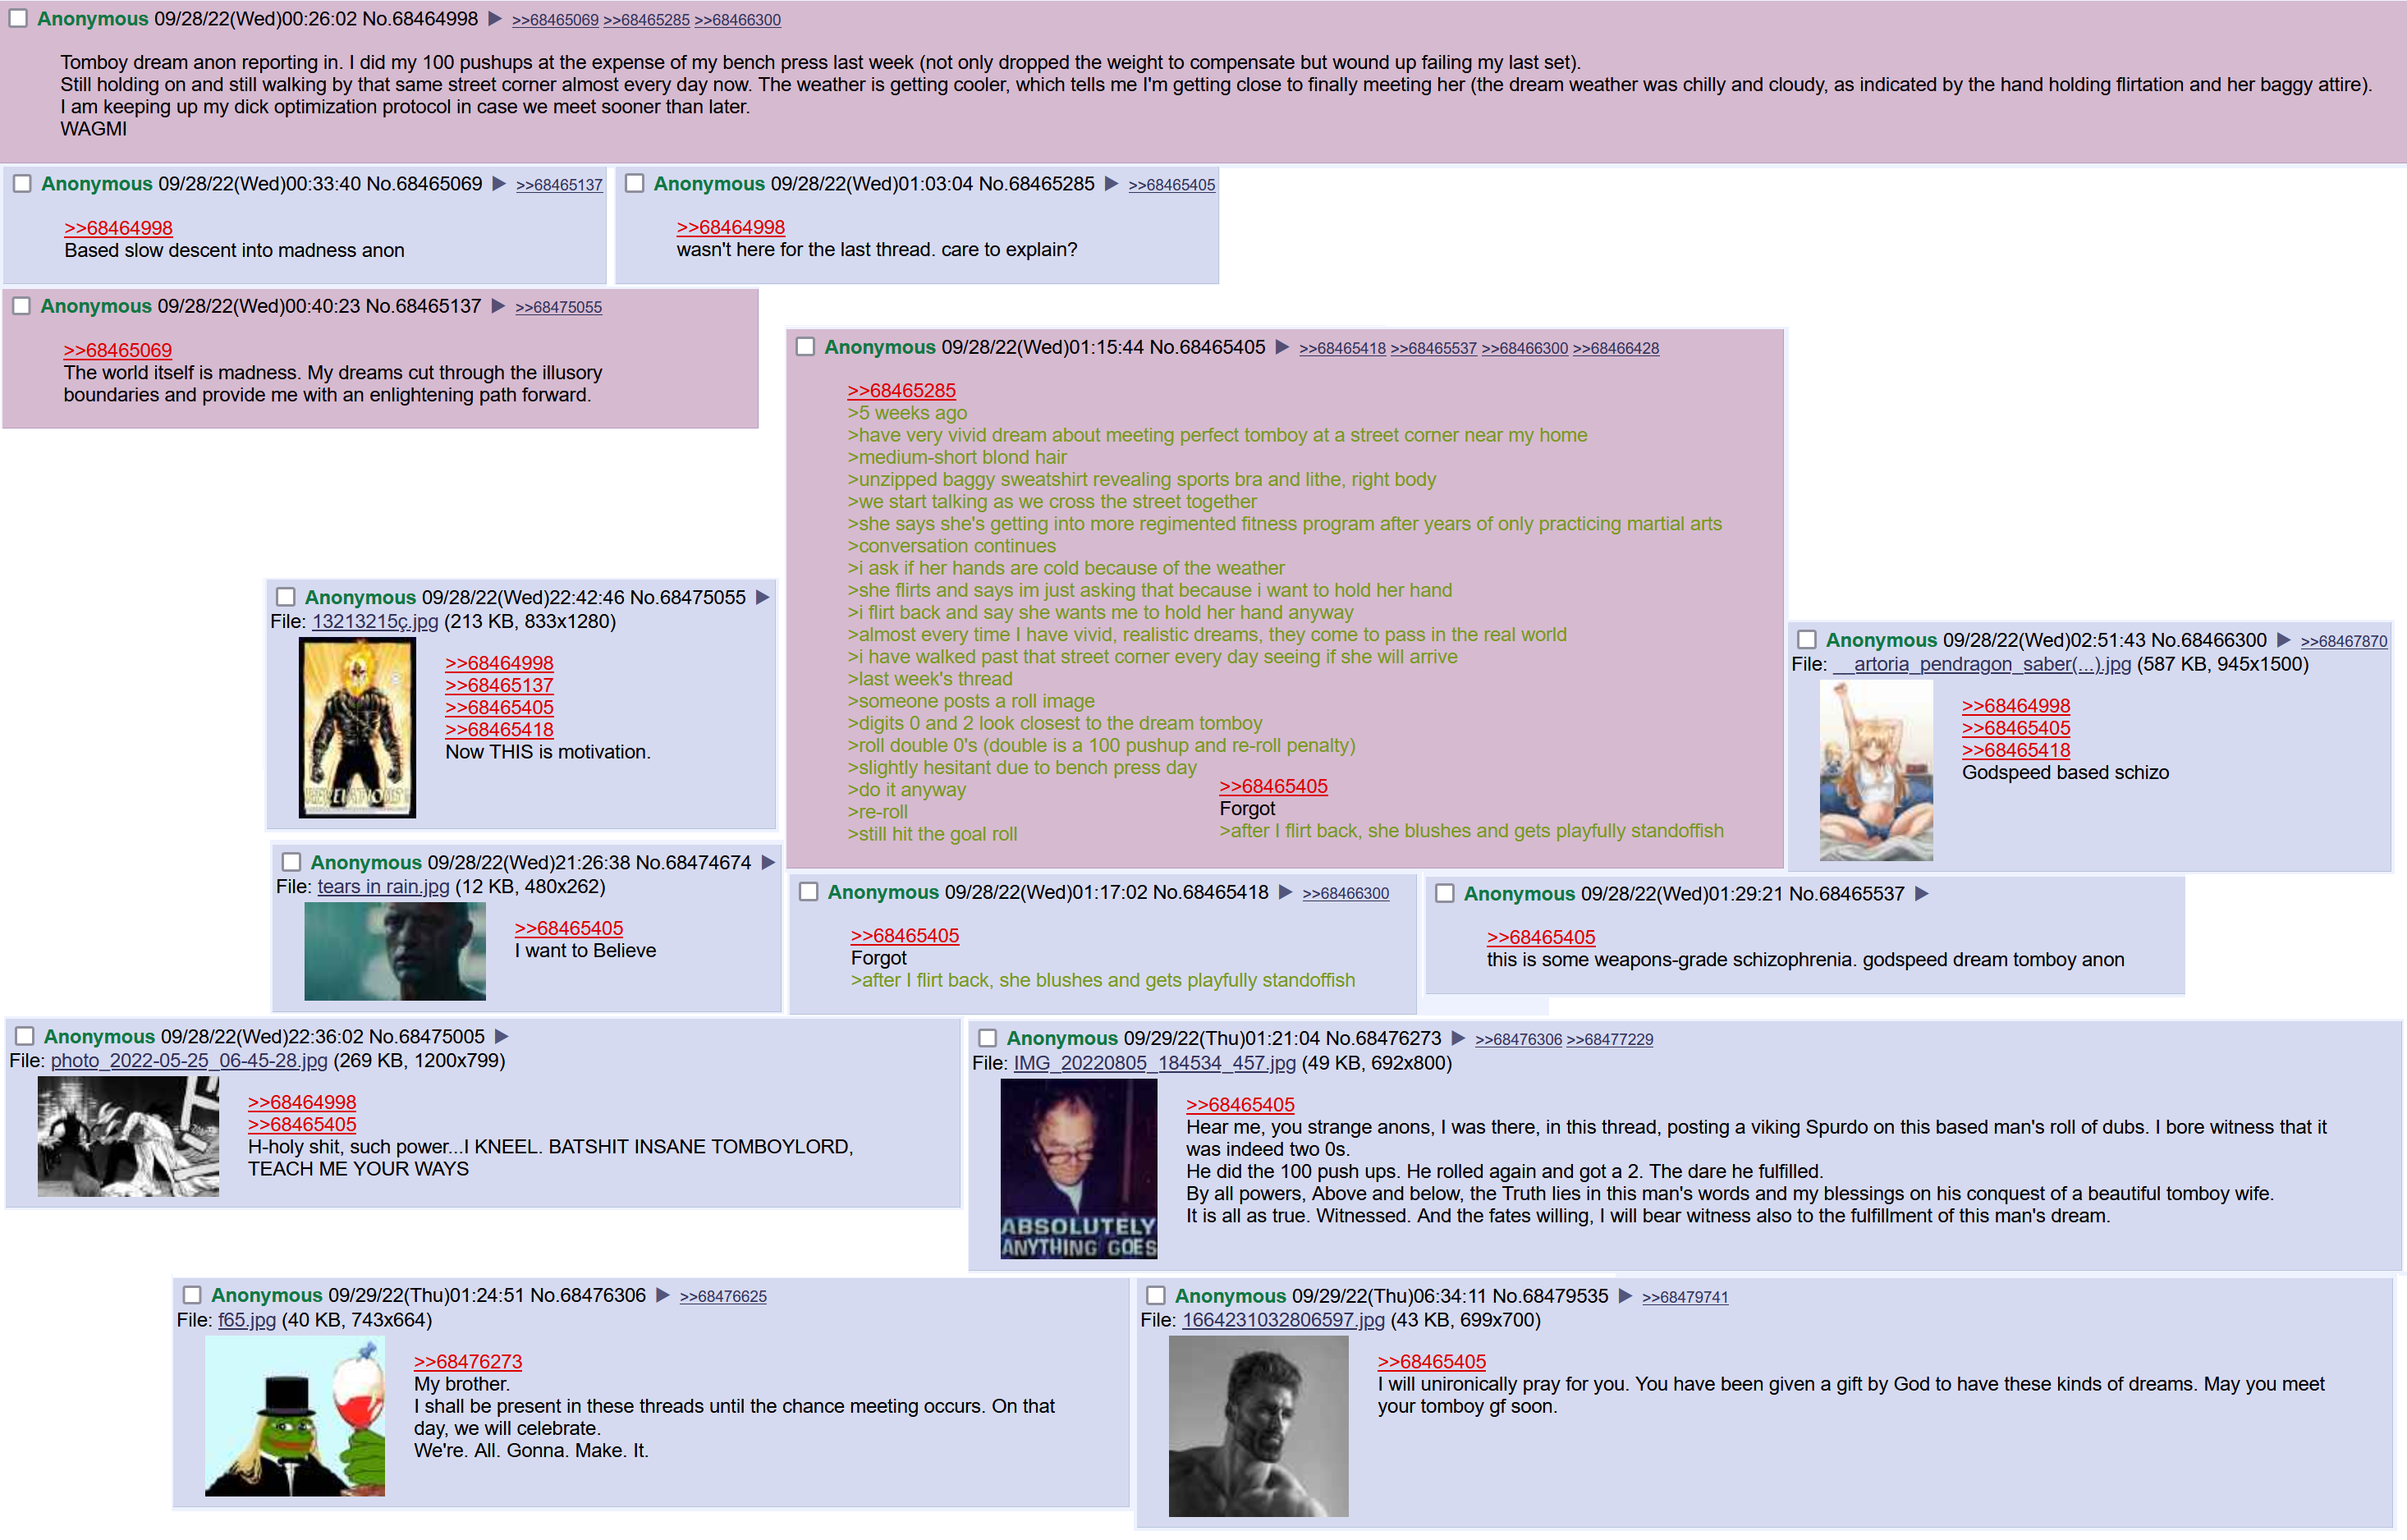 Anonymous 09/28/22(Wed)00:26:02 No.68464998 ▶ >>68465069 >>68465285 >>68466300
Tomboy dream anon reporting in. I did my 100 pushups at the expense of my bench press last week (not only dropped the weight to compensate but wound up failing my last set).
Still holding on and still walking by that same street corner almost every day now. The weather is getting cooler, which tells me I'm getting close to finally meeting her (the dream weather was chilly and cloudy, as indicated by the hand holding flirtation and her baggy attire).
I am keeping up my dick optimization protocol in case we meet sooner than later.
WAGMI
Anonymous 09/28/22(Wed)00:33:40 No.68465069 ▶ >>68465137
>>68464998
Based slow descent into madness anon
Anonymous 09/28/22(Wed)01:03:04 No.68465285 ▶ >>68465405
>>68464998
wasn't here for the last thread. care to explain?
Anonymous 09/28/22(Wed)00:40:23 No.68465137 ▶ >>68475055
>>68465069
The world itself is madness. My dreams cut through the illusory
boundaries and provide me with an enlightening path forward.
Anonymous 09/28/22(Wed)01:15:44 No.68465405 ▶ >>68465418 >>68465537 >>68466300 >>68466428
>>68465285
>5 weeks ago
>have very vivid dream about meeting perfect tomboy at a street corner near my home
>medium-short blond hair
>unzipped baggy sweatshirt revealing sports bra and lithe, right body
>we start talking as we cross the street together
>she says she's getting into more regimented fitness program after years of only practicing martial arts
>conversation continues
>i ask if her hands are cold because of the weather
>she flirts and says im just asking that because i want to hold her hand
>i flirt back and say she wants me to hold her hand anyway
>almost every time I have vivid, realistic dreams, they come to pass in the real world
>i have walked past that street corner every day seeing if she will arrive
>last week's thread
>someone posts a roll image
>digits 0 and 2 look closest to the dream tomboy
>roll double 0's (double is a 100 pushup and re-roll penalty)
>slightly hesitant due to bench press day
>do it anyway
>re-roll
>still hit the goal roll
>>68465405
Forgot
>after I flirt back, she blushes and gets playfully standoffish
Anonymous 09/28/22(Wed)22:42:46 No.68475055 ▶
File: 13213215ç.jpg (213 KB, 833x1280)
REVELATIONS
>>68464998
>>68465137
>>68465405
>>68465418
Now THIS is motivation.
Anonymous 09/28/22(Wed)02:51:43 No.68466300 ▶ >>68467870
File: __artoria_pendragon_saber(...).jpg (587 KB, 945x1500)
>>68464998
>>68465405
>>68465418
Godspeed based schizo
Anonymous 09/28/22(Wed)21:26:38 No.68474674 ▶
File: tears in rain.jpg (12 KB, 480x262)
>>68465405
I want to Believe
Anonymous 09/28/22(Wed)01:17:02 No.68465418 ▶ >>68466300
>>68465405
Forgot
>after I flirt back, she blushes and gets playfully standoffish
Anonymous 09/28/22(Wed)01:29:21 No.68465537 ▶
>>68465405
this is some weapons-grade schizophrenia. godspeed dream tomboy anon
Anonymous 09/28/22(Wed)22:36:02 No.68475005 ▶
File: photo_2022-05-25_06-45-28.jpg (269 KB, 1200x799)
>>68464998
>>68465405
H-holy shit, such power...I KNEEL. BATSHIT INSANE TOMBOYLORD,
TEACH ME YOUR WAYS
Anonymous 09/29/22(Thu)01:21:04 No.68476273 ▶ >>68476306 >>68477229
File: IMG_20220805_184534_457.jpg (49 KB, 692x800)
ABSOLUTELY
ANYTHING GOES
>>68465405
Hear me, you strange anons, I was there, in this thread, posting a viking Spurdo on this based man's roll of dubs. I bore witness that it
was indeed two 0s.
He did the 100 push ups. He rolled again and got a 2. The dare he fulfilled.
By all powers, Above and below, the Truth lies in this man's words and my blessings on his conquest of a beautiful tomboy wife.
It is all as true. Witnessed. And the fates willing, I will bear witness also to the fulfillment of this man's dream.
Anonymous 09/29/22(Thu)01:24:51 No.68476306 ▶ >>68476625
File: f65.jpg (40 KB, 743x664)
>>68476273
My brother.
I shall be present in these threads until the chance meeting occurs. On that
day, we will celebrate.
We're. All. Gonna. Make. It.
Anonymous 09/29/22(Thu)06:34:11 No.68479535 ▶ >>68479741
File: 1664231032806597.jpg (43 KB, 699x700)
>>68465405
I will unironically pray for you. You have been given a gift by God to have these kinds of dreams. May you meet
your tomboy gf soon.